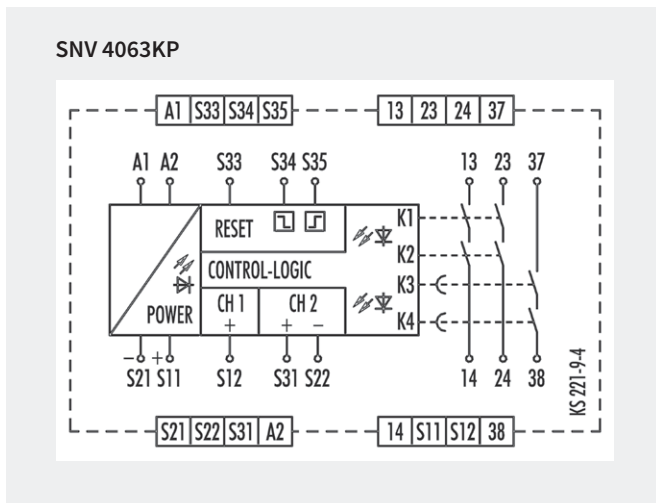 SNV 4063KP
A1 S33 S34 S35 13 23 24 37
A1 A2 S33 S34 S35 13 23 37
RESET K1
K2
CONTROL-LOGIC
K3
POWER CH 1 CH 2
+ + − K4
− +
S21 S11 S12 S31 S22 14 24 38
KS 221-9-4
S21 S22 S31 A2 14 S11 S12 38